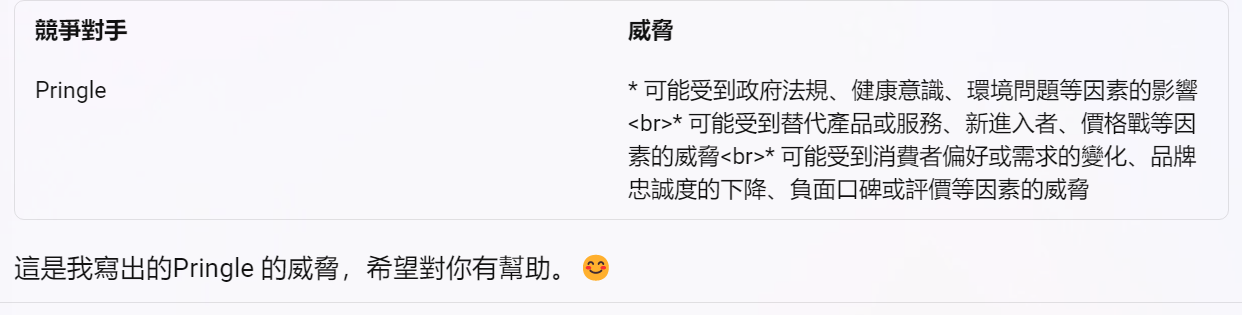 競爭對手 威脅
Pringle * 可能受到政府法規、健康意識、環境問題等因素的影響
<br>* 可能受到替代產品或服務、新進入者、價格戰等因
素的威脅<br>* 可能受到消費者偏好或需求的變化、品牌
忠誠度的下降、負面口碑或評價等因素的威脅
這是我寫出的Pringle 的威脅，希望對你有幫助。😊